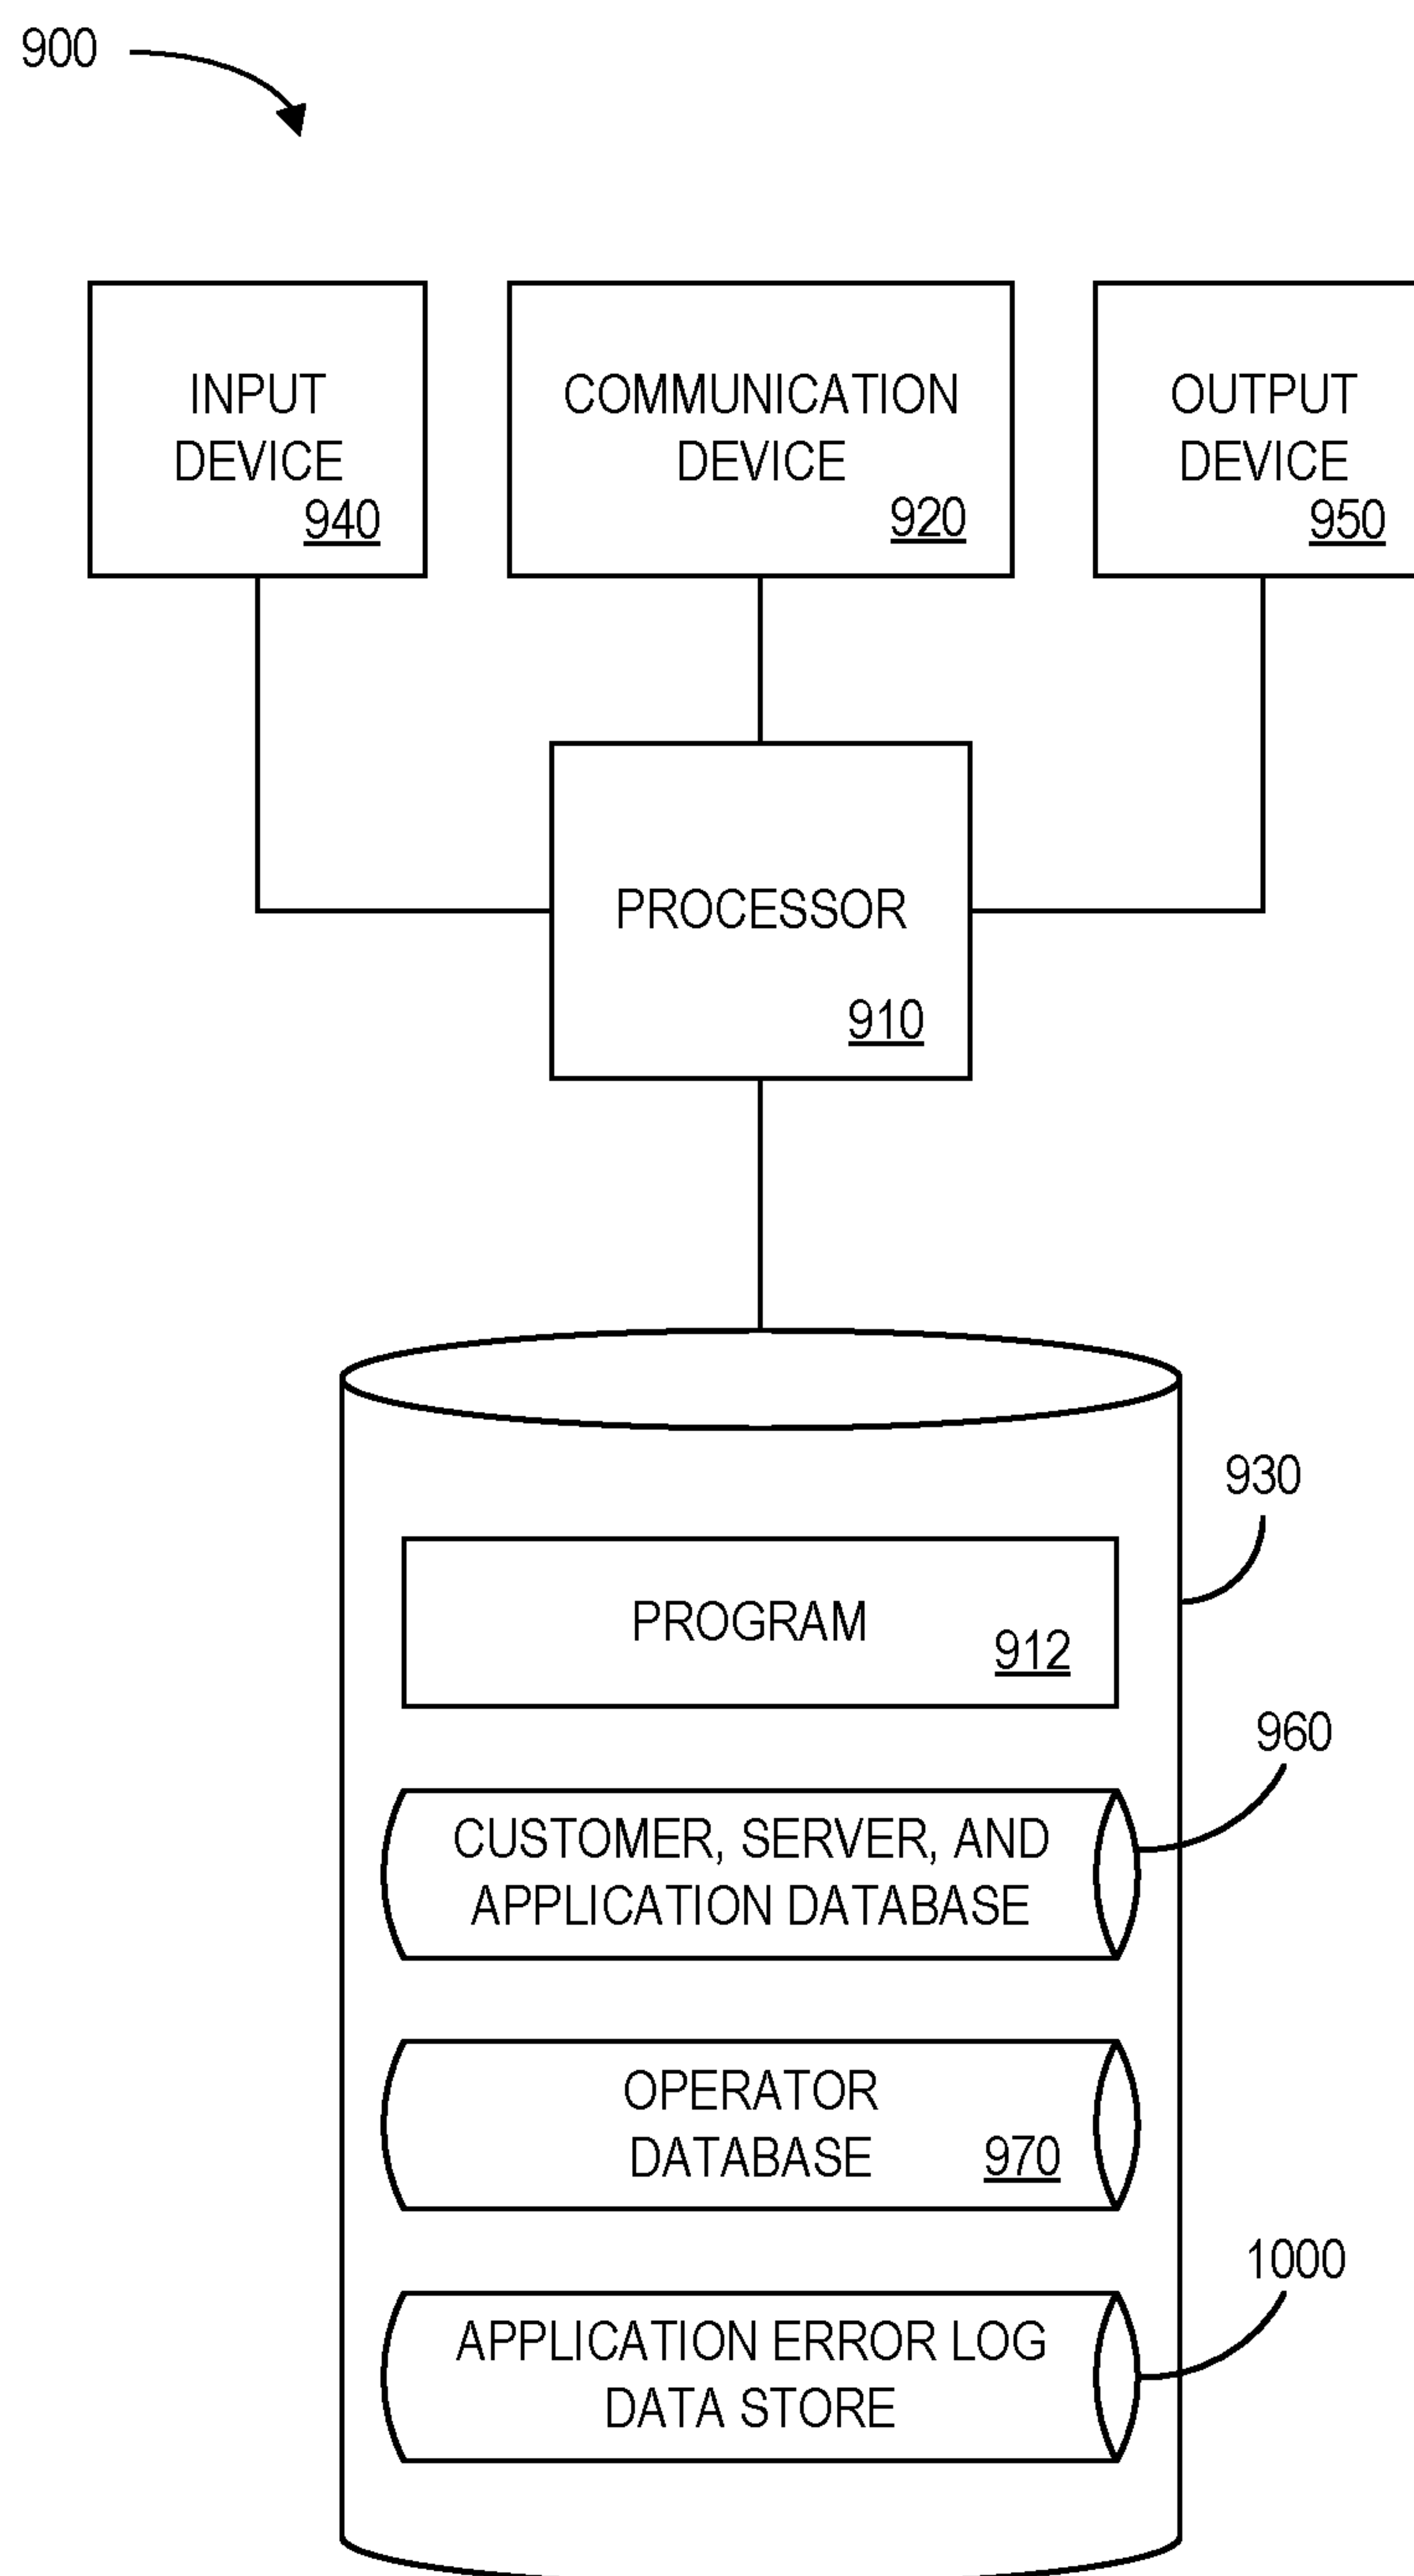 900
INPUT
DEVICE
940
COMMUNICATION
DEVICE
920
OUTPUT
DEVICE
950
PROCESSOR
910
930
PROGRAM
912
960
CUSTOMER, SERVER, AND
APPLICATION DATABASE
OPERATOR
DATABASE
970
1000
APPLICATION ERROR LOG
DATA STORE